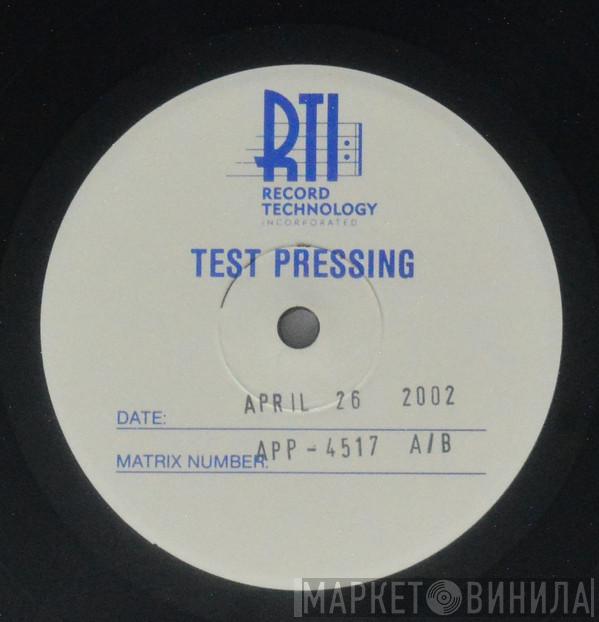 RTI
RECORD
TECHNOLOGY
INCORPORATED
TEST PRESSING
DATE: APRIL 26 2002
MATRIX NUMBER: APP-4517 A/B
МАРКЕТ ВИНИЛА